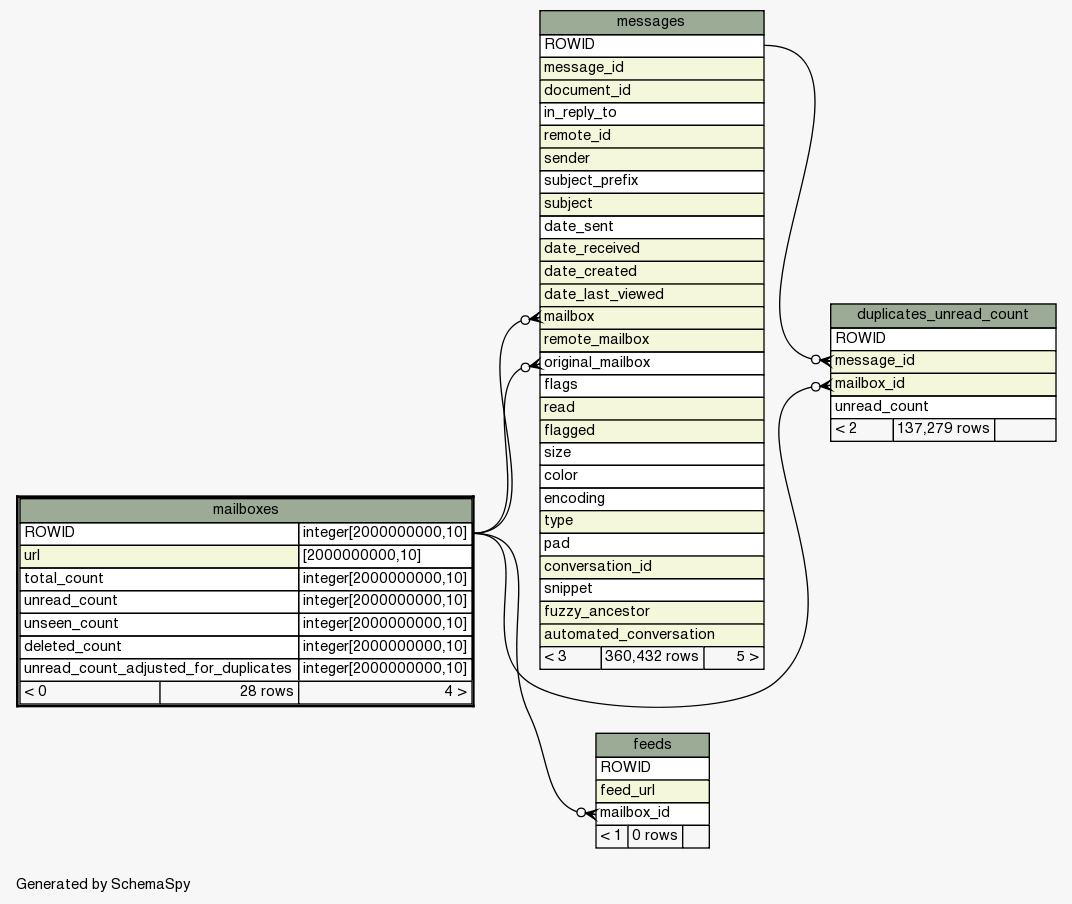 messages
ROWID
message_id
document_id
in_reply_to
remote_id
sender
subject_prefix
subject
date_sent
date_received
date_created
date_last_viewed
mailbox
remote_mailbox
original_mailbox
flags
read
flagged
size
color
encoding
type
pad
conversation_id
snippet
fuzzy_ancestor
automated_conversation
< 3 360,432 rows 5 >
duplicates_unread_count
ROWID
message_id
mailbox_id
unread_count
< 2 137,279 rows
mailboxes
ROWID integer[2000000000,10]
url [2000000000,10]
total_count integer[2000000000,10]
unread_count integer[2000000000,10]
unseen_count integer[2000000000,10]
deleted_count integer[2000000000,10]
unread_count_adjusted_for_duplicates integer[2000000000,10]
< 0 28 rows 4 >
feeds
ROWID
feed_url
mailbox_id
< 1 0 rows
Generated by SchemaSpy